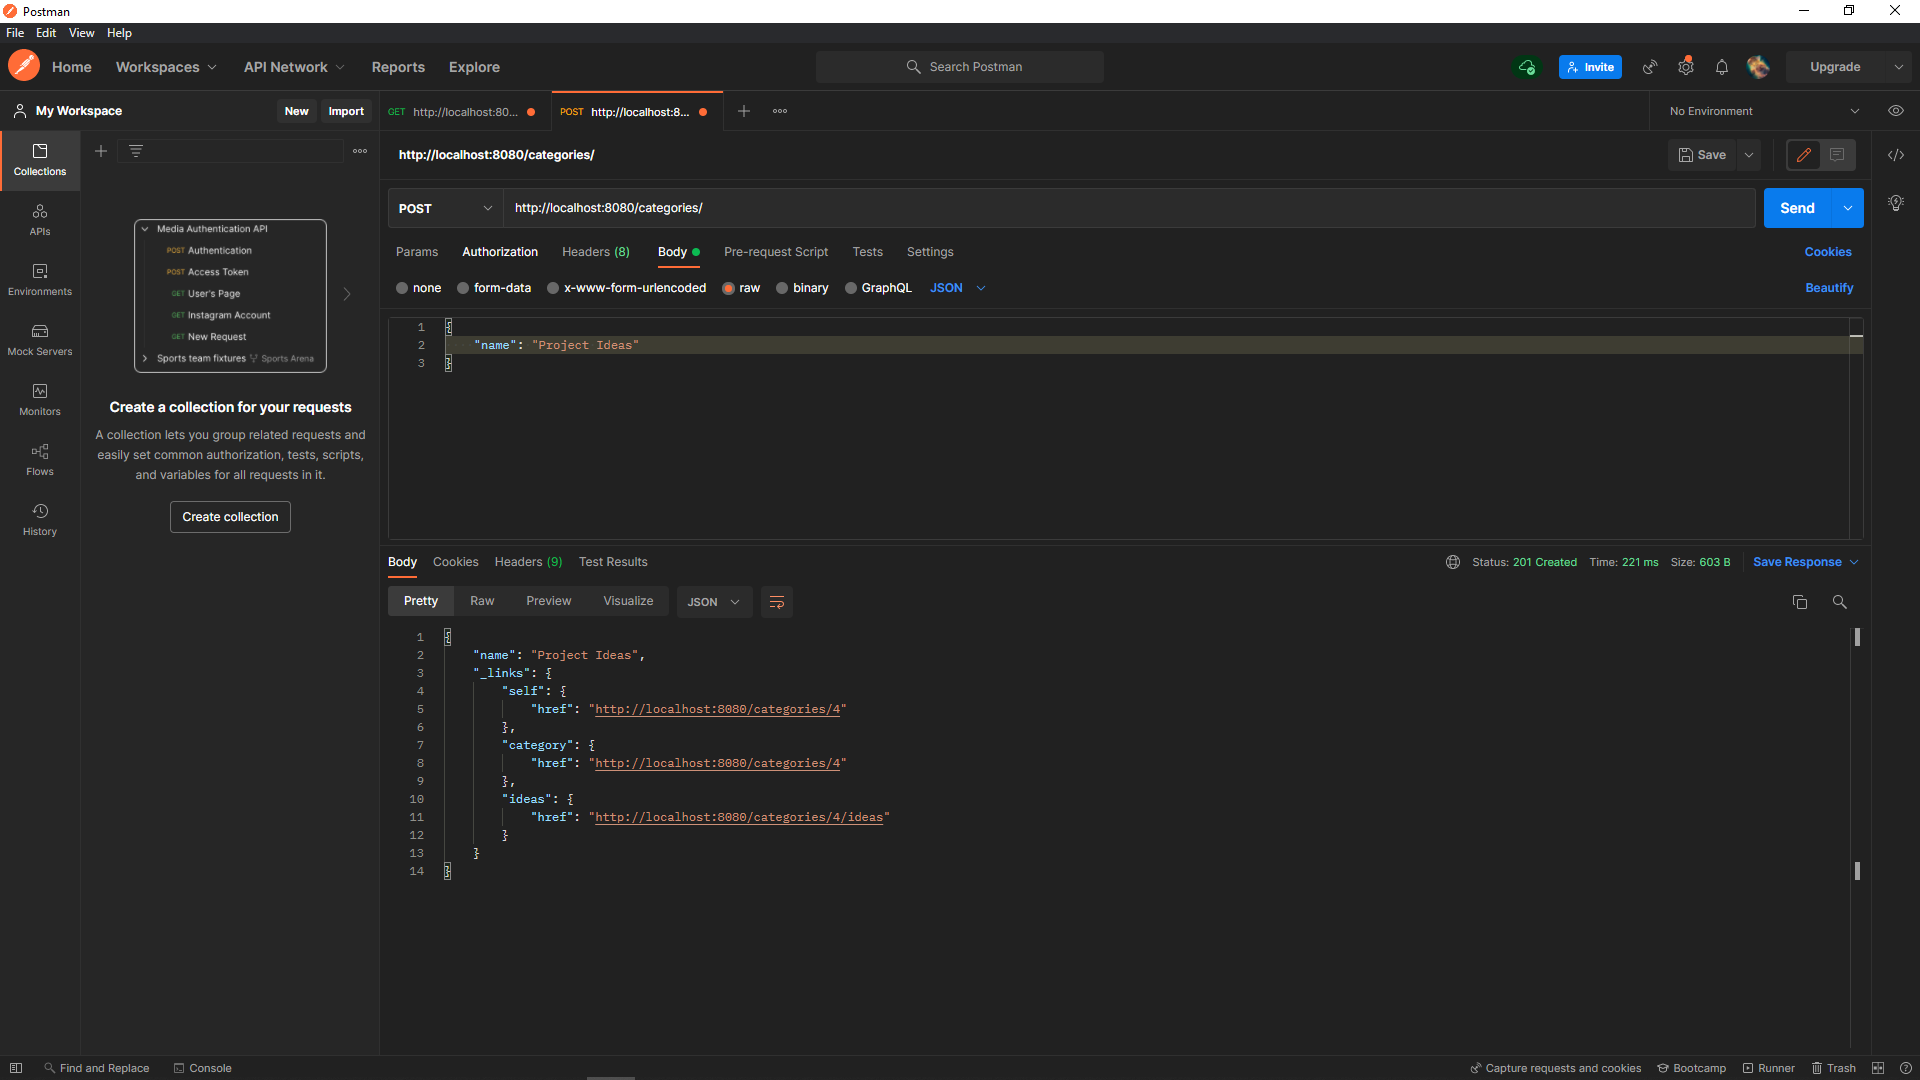 Postman
File Edit View Help
Home Workspaces API Network Reports Explore Search Postman Invite Upgrade
My Workspace New Import GET http://localhost:80... POST http://localhost:8... No Environment
Collections
APIs
Environments
Mock Servers
Monitors
Flows
History
Media Authentication API
POST Authentication
POST Access Token
GET User's Page
GET Instagram Account
GET New Request
Sports team fixtures Sports Arena
Create a collection for your requests
A collection lets you group related requests and
easily set common authorization, tests, scripts,
and variables for all requests in it.
Create collection
http://localhost:8080/categories/ Save
POST http://localhost:8080/categories/ Send
Params Authorization Headers (8) Body Pre-request Script Tests Settings Cookies
none form-data x-www-form-urlencoded raw binary GraphQL JSON Beautify
1 {
2 "name": "Project Ideas"
3 }
Body Cookies Headers (9) Test Results Status: 201 Created Time: 221 ms Size: 603 B Save Response
Pretty Raw Preview Visualize JSON
1 {
2 "name": "Project Ideas",
3 "_links": {
4 "self": {
5 "href": "http://localhost:8080/categories/4"
6 },
7 "category": {
8 "href": "http://localhost:8080/categories/4"
9 },
10 "ideas": {
11 "href": "http://localhost:8080/categories/4/ideas"
12 }
13 }
14 }
Find and Replace Console Capture requests and cookies Bootcamp Runner Trash